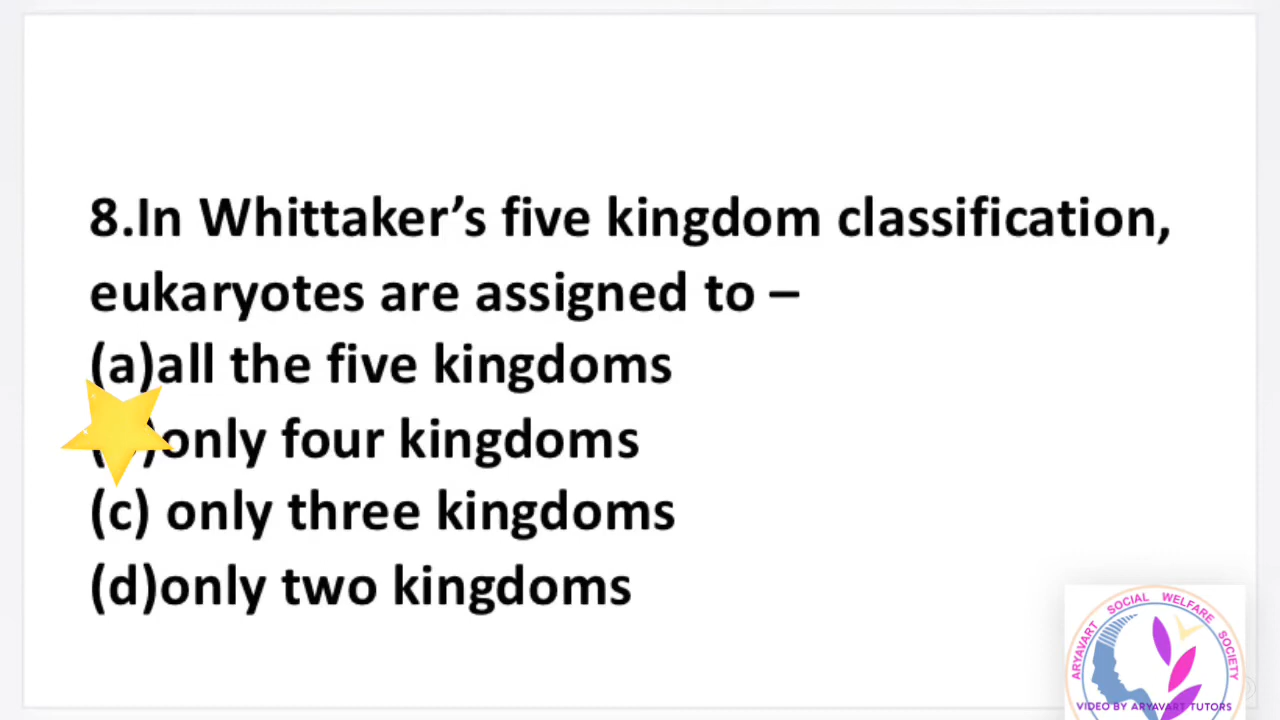 8.In Whittaker’s five kingdom classification,
eukaryotes are assigned to –
(a)all the five kingdoms
only four kingdoms
(c) only three kingdoms
(d)only two kingdoms
ARYAVART SOCIAL WELFARE SOCIETY
VIDEO BY ARYAVART TUTORS